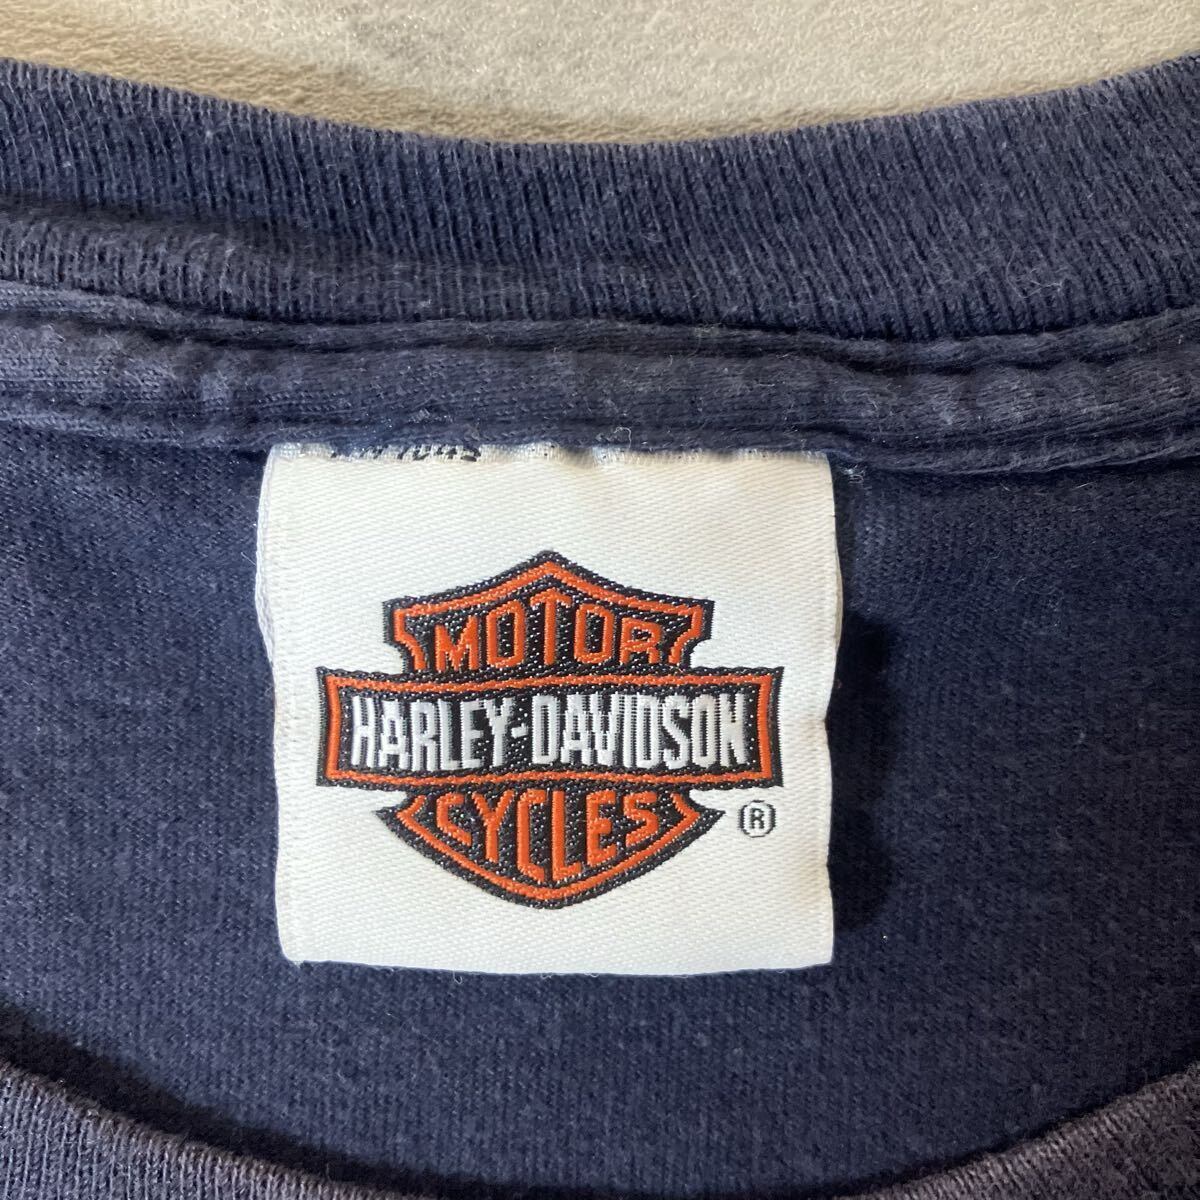 MOTOR
HARLEY-DAVIDSON
CYCLES
®